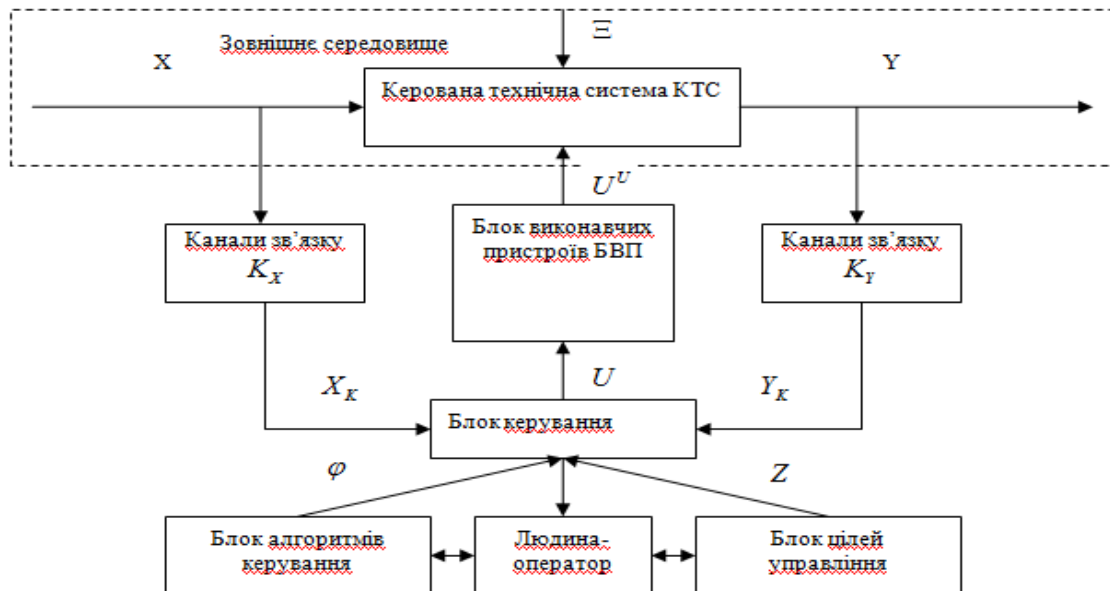 Ξ
Зовнішнє середовище
X
Y
Керована технічна система КТС
U^U
Канали зв’язку
K_X
Блок виконавчих
пристроїв БВП
Канали зв’язку
K_Y
X_K
U
Y_K
Блок керування
φ
Z
Блок алгоритмів
керування
Людина-
оператор
Блок цілей
управління